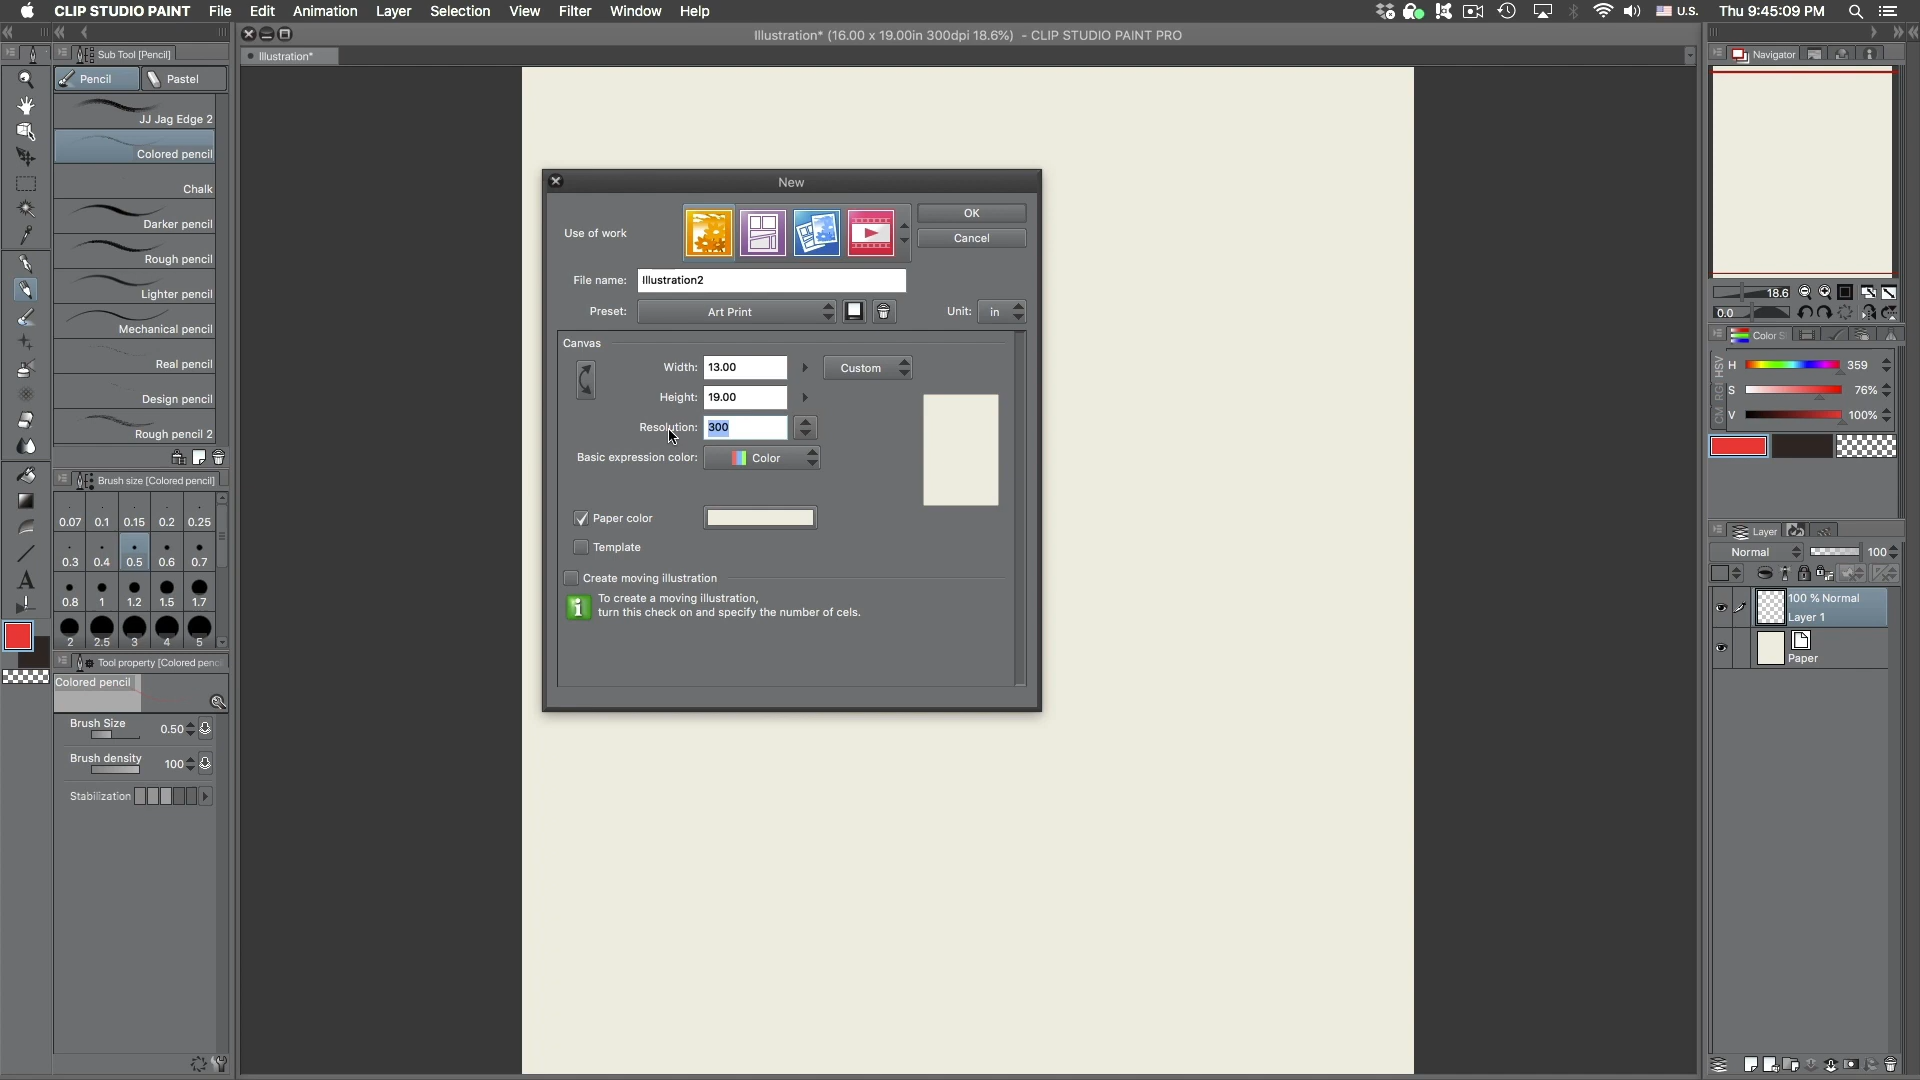 CLIP STUDIO PAINT File Edit Animation Layer Selection View Filter Window Help U.S. Thu 9:45:09 PM
Illustration* (16.00 x 19.00in 300dpi 18.6%) - CLIP STUDIO PAINT PRO
Illustration*
Sub Tool [Pencil]
Pencil Pastel
JJ Jag Edge 2
Colored pencil
Chalk
Darker pencil
Rough pencil
Lighter pencil
Mechanical pencil
Real pencil
Design pencil
Rough pencil 2
Brush size [Colored pencil]
0.07 0.1 0.15 0.2 0.25
0.3 0.4 0.5 0.6 0.7
0.8 1 1.2 1.5 1.7
2 2.5 3 4 5
Tool property [Colored penc
Colored pencil
Brush Size 0.50
Brush density 100
Stabilization
New
Use of work
OK
Cancel
File name: Illustration2
Preset: Art Print Unit: in
Canvas
Width: 13.00 Custom
Height: 19.00
Resolution: 300
Basic expression color: Color
Paper color
Template
Create moving illustration
To create a moving illustration,
turn this check on and specify the number of cels.
Navigator
18.6
0.0
Color S
H 359
S 76%
V 100%
HSV
Layer
Normal 100
100 % Normal
Layer 1
Paper